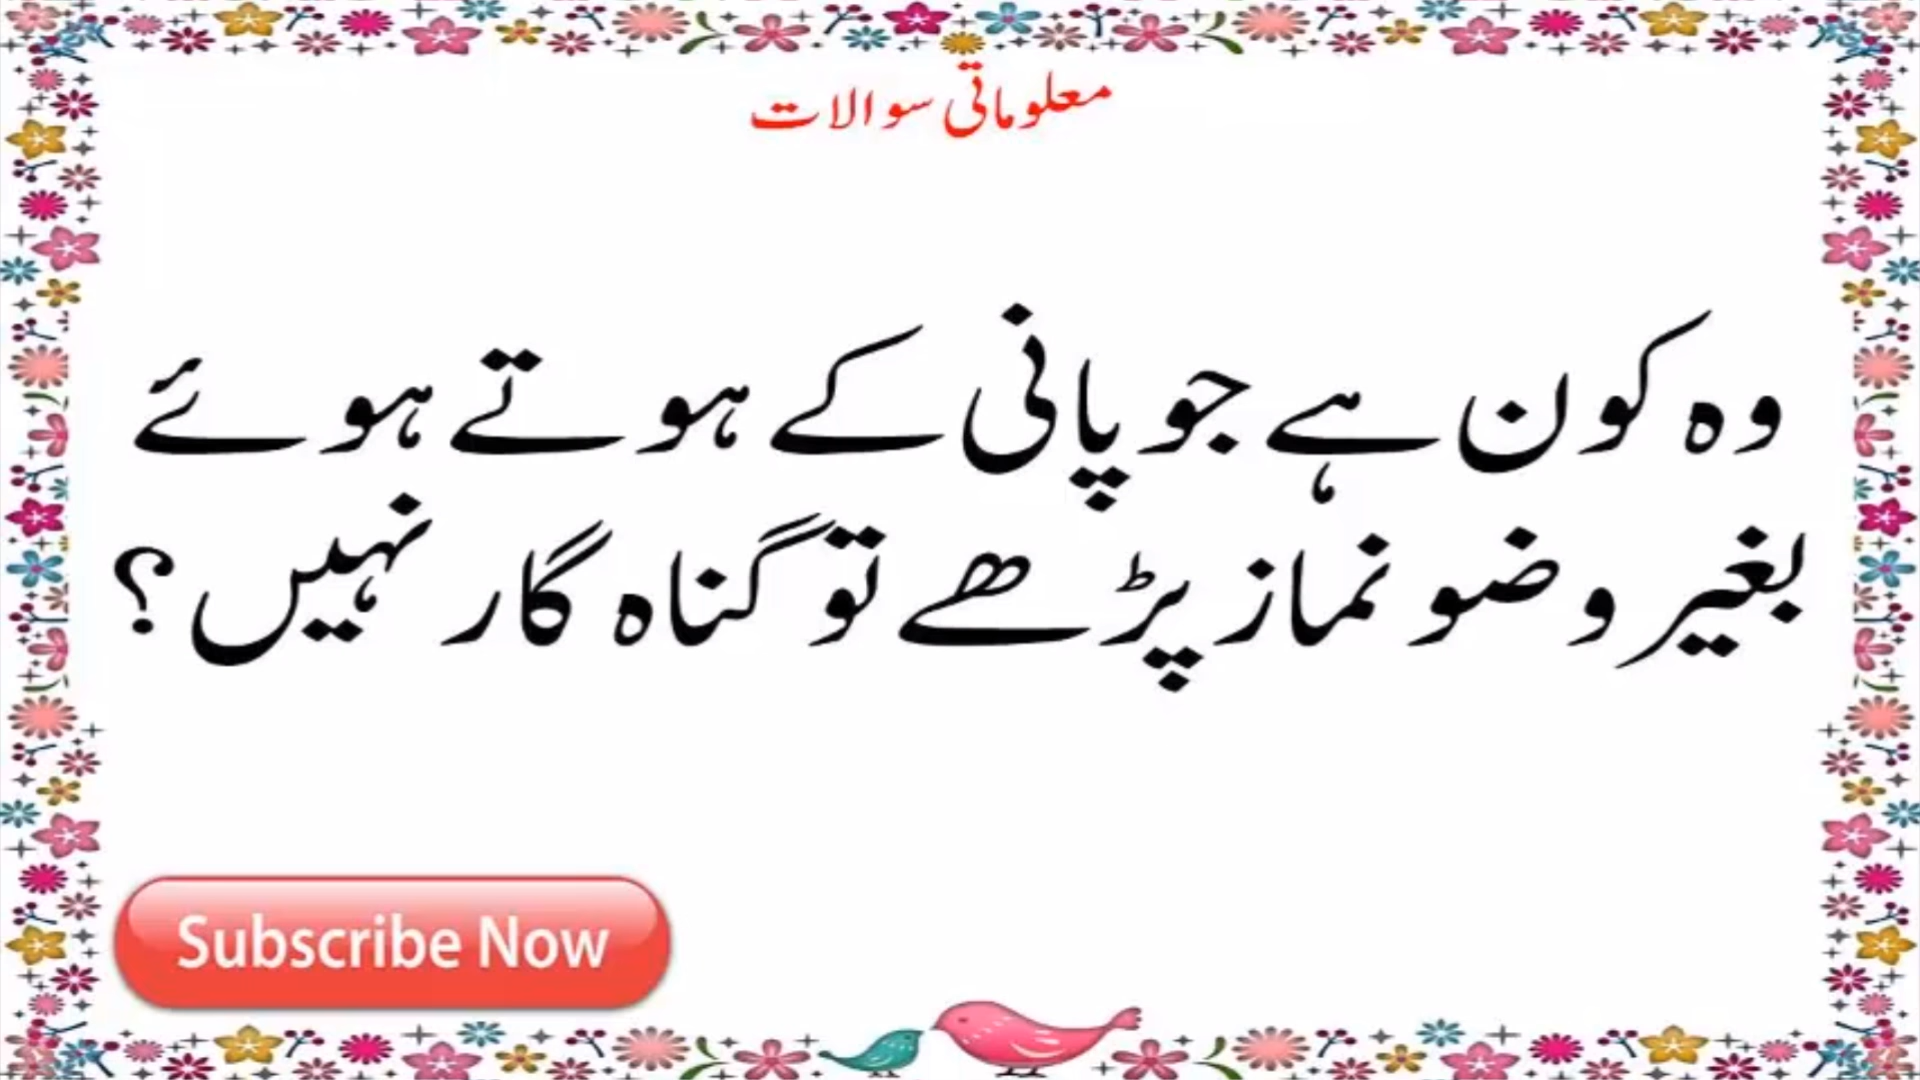 معلوماتی سوالات
وہ کون ہے جو پانی کے ہوتے ہوئے
بغیر وضو نماز پڑھے تو گناہ گار نہیں؟
Subscribe Now